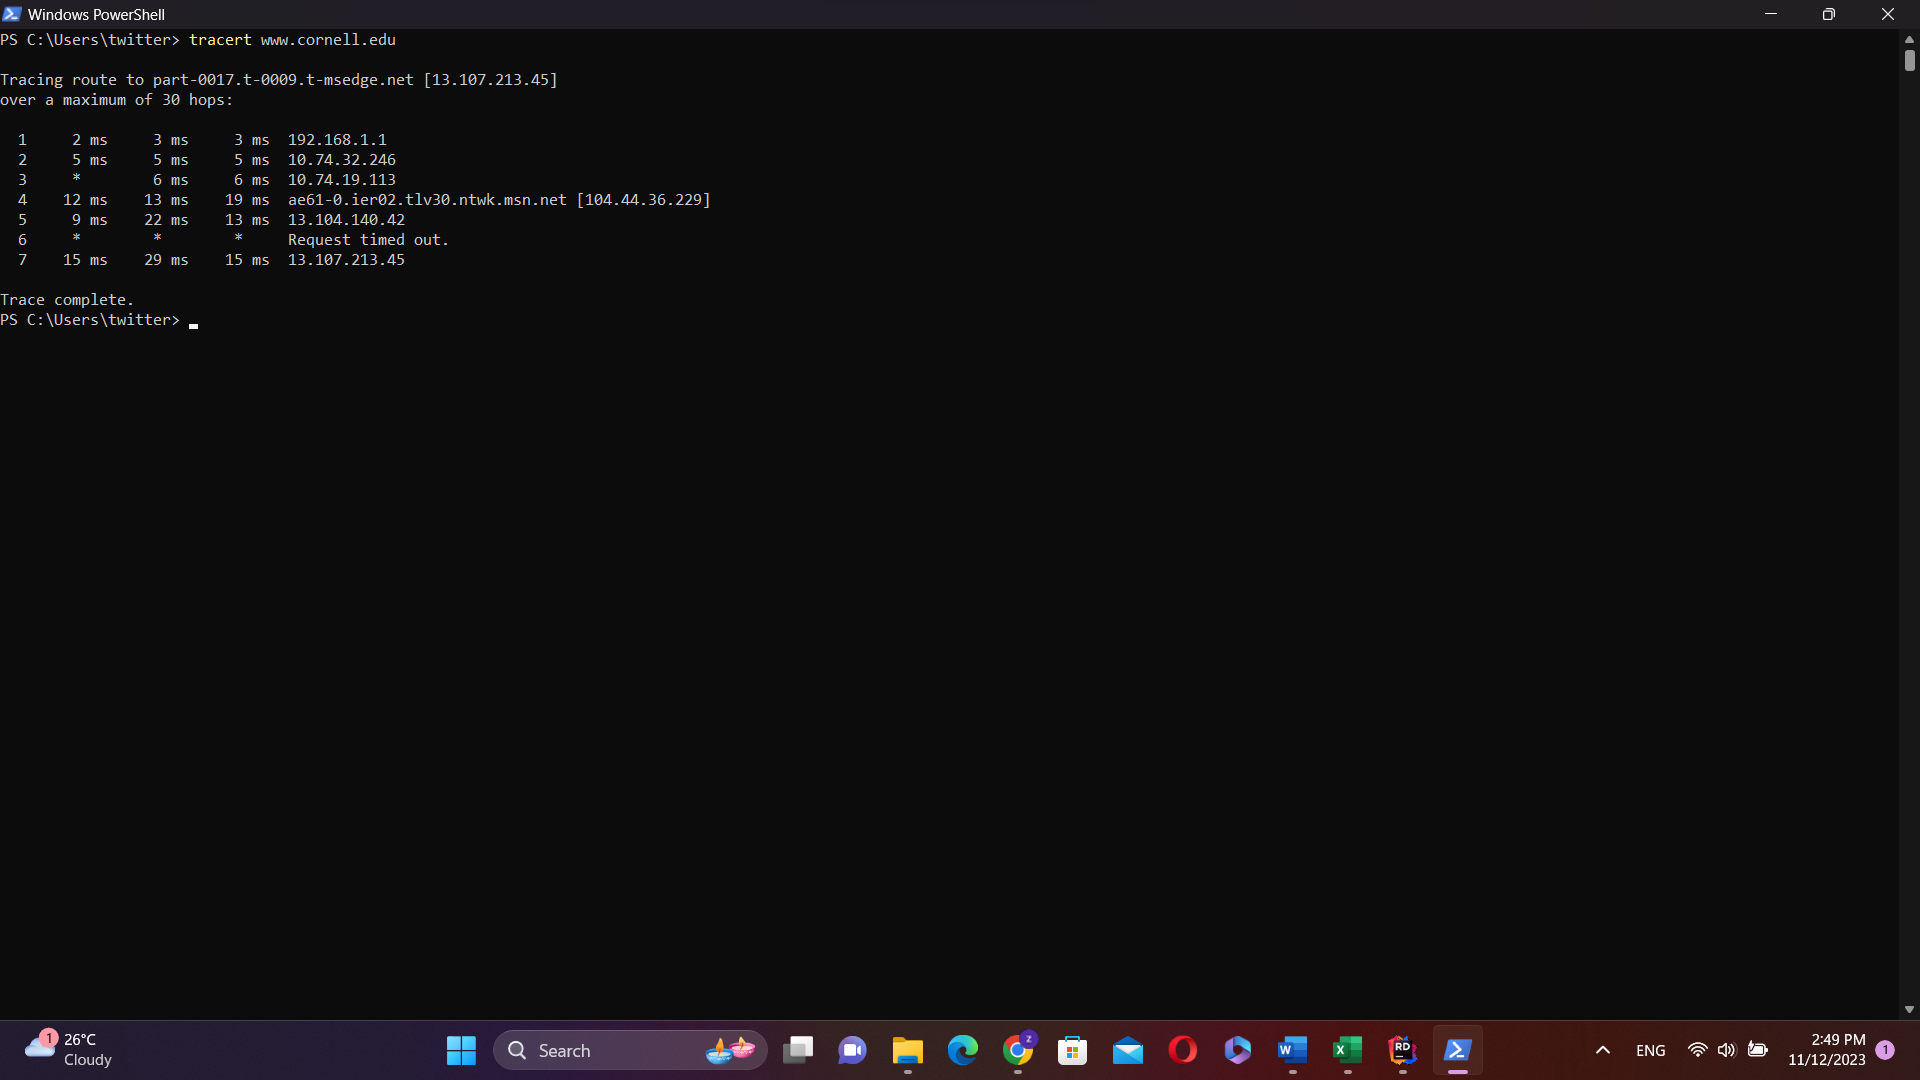 Windows PowerShell
PS C:\Users\twitter> tracert www.cornell.edu
Tracing route to part-0017.t-0009.t-msedge.net [13.107.213.45]
over a maximum of 30 hops:
1 2 ms 3 ms 3 ms 192.168.1.1
2 5 ms 5 ms 5 ms 10.74.32.246
3 * 6 ms 6 ms 10.74.19.113
4 12 ms 13 ms 19 ms ae61-0.ier02.tlv30.ntwk.msn.net [104.44.36.229]
5 9 ms 22 ms 13 ms 13.104.140.42
6 * * * Request timed out.
7 15 ms 29 ms 15 ms 13.107.213.45
Trace complete.
PS C:\Users\twitter>
1 26°C
Cloudy
Search
Z
W
X
RD
ENG
2:49 PM
11/12/2023
1